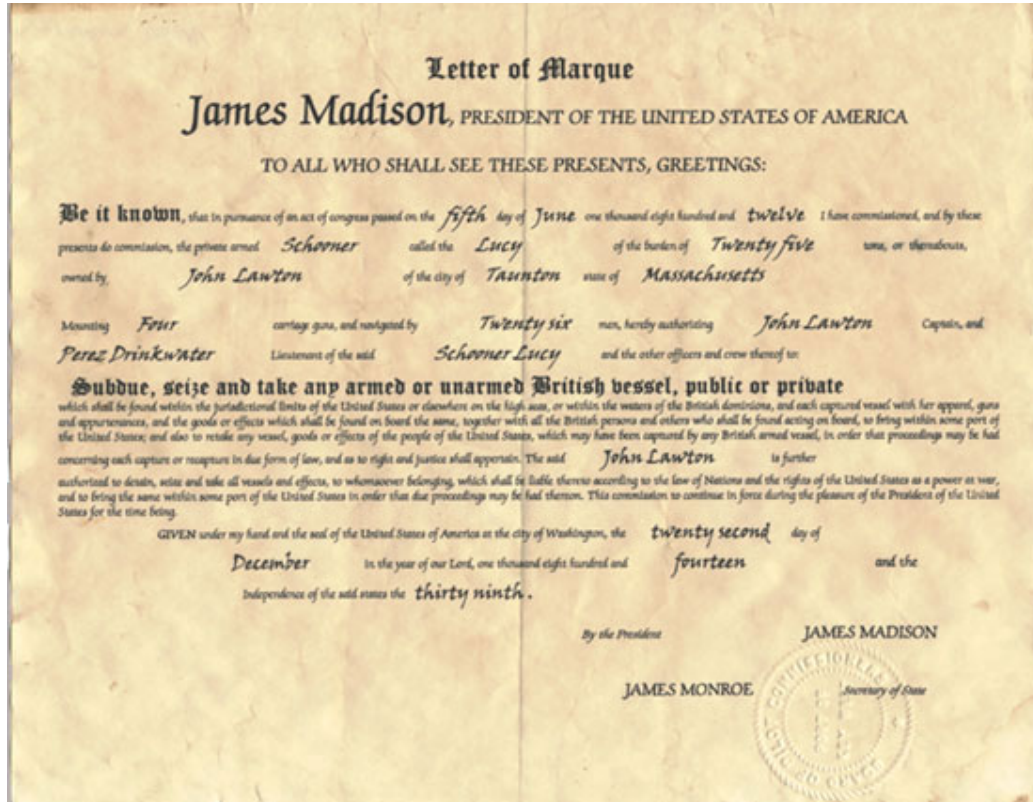 Letter of Marque
James Madison, PRESIDENT OF THE UNITED STATES OF AMERICA
TO ALL WHO SHALL SEE THESE PRESENTS, GREETINGS:
Be it known, that in pursuance of an act of congress passed on the fifth day of June one thousand eight hundred and twelve I have commissioned, and by these
presents do commission, the private armed Schooner called the Lucy of the burden of Twenty five tons, or thereabouts,
owned by, John Lawton of the city of Taunton state of Massachusetts
Mounting Four carriage guns, and navigated by Twenty six men, hereby authorizing John Lawton Captain, and
Perez Drinkwater Lieutenant of the said Schooner Lucy and the other officers and crew thereof to:
Subdue, seize and take any armed or unarmed British vessel, public or private
which shall be found within the jurisdictional limits of the United States or elsewhere on the high seas, or within the waters of the British dominions, and each captured vessel with her apparel, guns
and appurtenances, and the goods or effects which shall be found on board the same, together with all the British persons and others who shall be found acting on board, to bring within some port of
the United States; and also to retake any vessel, goods or effects of the people of the United States, which may have been captured by any British armed vessel, in order that proceedings may be had
concerning each capture or recapture in due form of law, and as to right and justice shall appertain. The said John Lawton is further
authorized to detain, seize and take all vessels and effects, to whomsoever belonging, which shall be liable thereto according to the law of Nations and the rights of the United States as a power at war,
and to bring the same within some port of the United States in order that due proceedings may be had thereon. This commission to continue in force during the pleasure of the President of the United
States for the time being.
GIVEN under my hand and the seal of the United States of America at the city of Washington, the twenty second day of
December in the year of our Lord, one thousand eight hundred and fourteen and the
Independence of the said states the thirty ninth.
By the President JAMES MADISON
JAMES MONROE Secretary of State
BOARD OF PILOT COMMISSIONERS